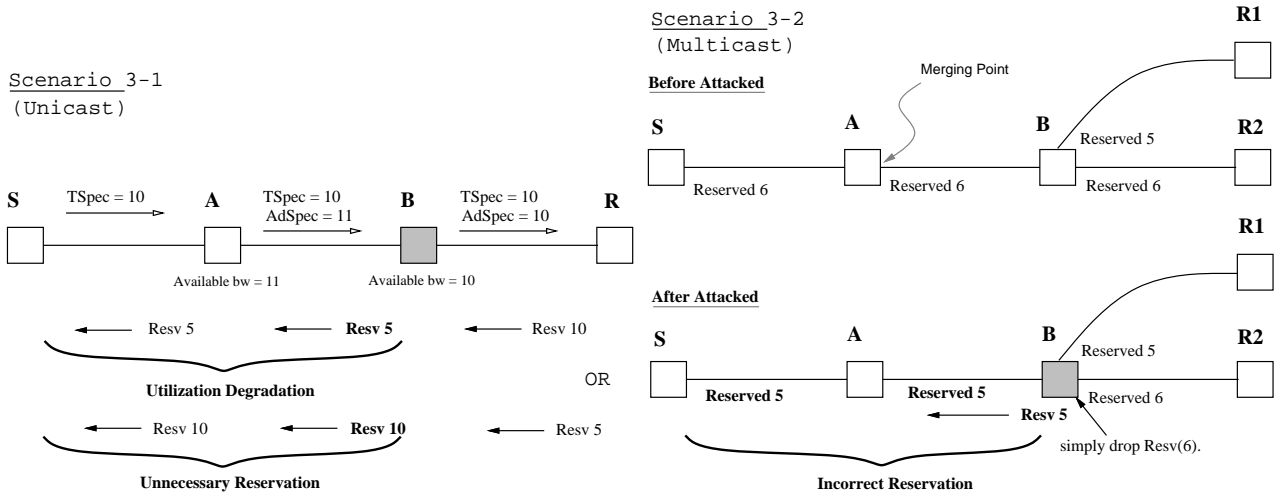 Scenario 3-1
(Unicast)
S
TSpec = 10
A
TSpec = 10
AdSpec = 11
B
TSpec = 10
AdSpec = 10
R
Available bw = 11
Available bw = 10
Resv 5
Resv 5
Resv 10
Utilization Degradation
OR
Resv 10
Resv 10
Resv 5
Unnecessary Reservation
Scenario 3-2
(Multicast)
R1
Merging Point
Before Attacked
S
A
B
R2
Reserved 5
Reserved 6
Reserved 6
Reserved 6
R1
After Attacked
S
A
B
R2
Reserved 5
Reserved 5
Reserved 5
Reserved 6
Resv 5
simply drop Resv(6).
Incorrect Reservation